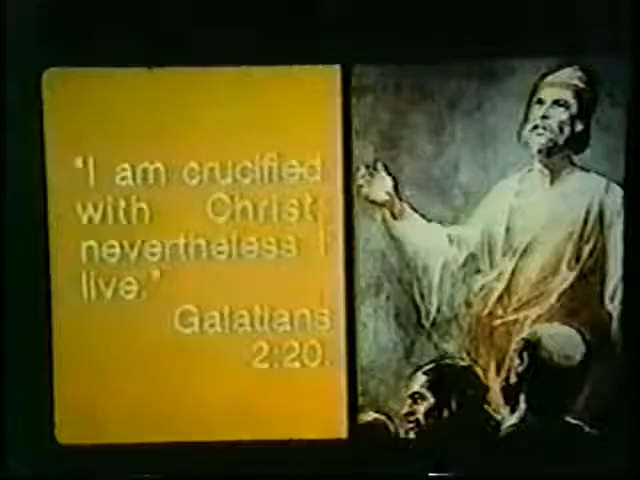 "I am crucified
with Christ;
nevertheless I
live."
Galatians
2:20.